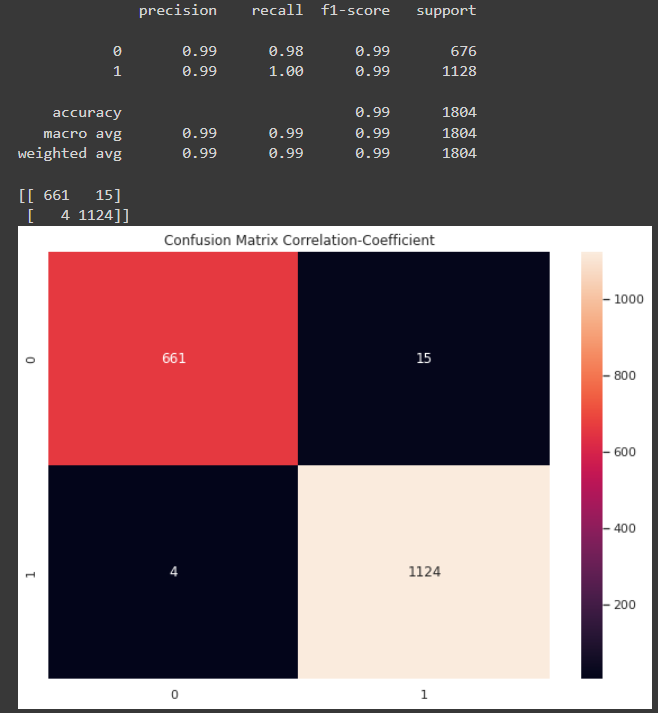 precision recall f1-score support
0 0.99 0.98 0.99 676
1 0.99 1.00 0.99 1128
accuracy 0.99 1804
macro avg 0.99 0.99 0.99 1804
weighted avg 0.99 0.99 0.99 1804
[[ 661 15]
[ 4 1124]]
Confusion Matrix Correlation-Coefficient
1000
800
600
400
200
0
661 15
1
4 1124
0 1